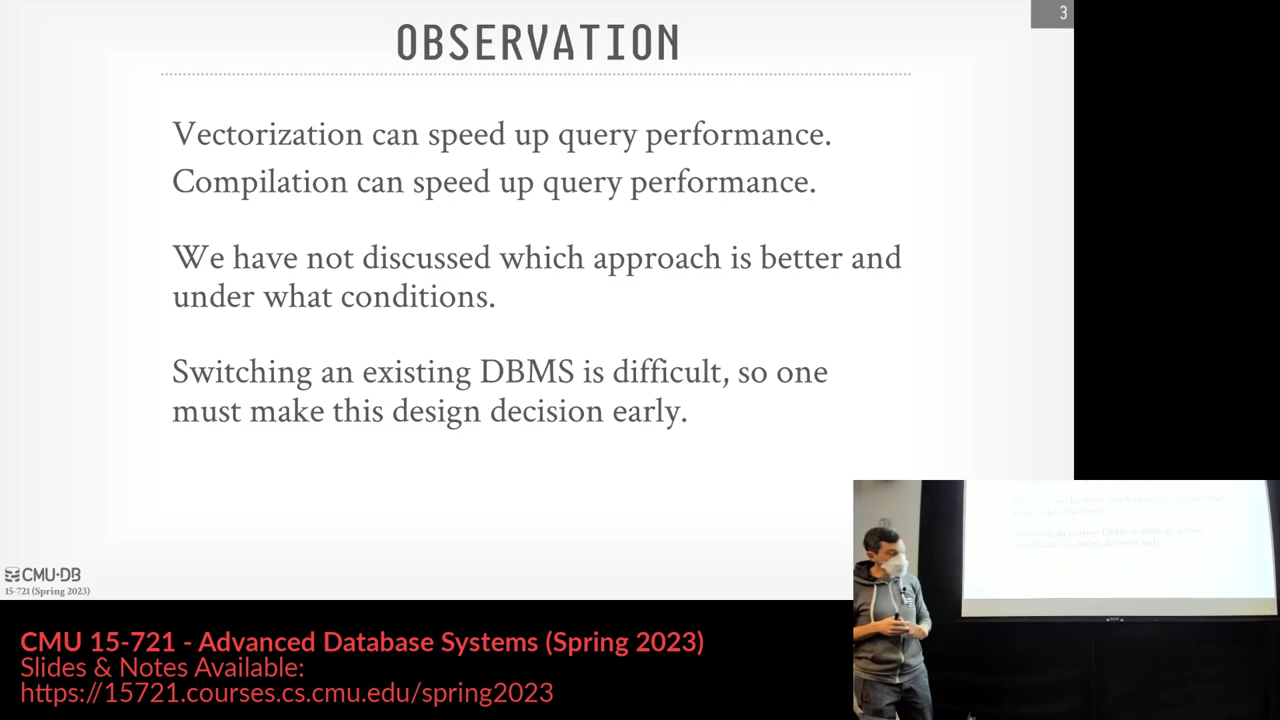 3
OBSERVATION
Vectorization can speed up query performance.
Compilation can speed up query performance.
We have not discussed which approach is better and
under what conditions.
Switching an existing DBMS is difficult, so one
must make this design decision early.
CMU·DB
15-721 (Spring 2023)
CMU 15-721 - Advanced Database Systems (Spring 2023)
Slides & Notes Available:
https://15721.courses.cs.cmu.edu/spring2023